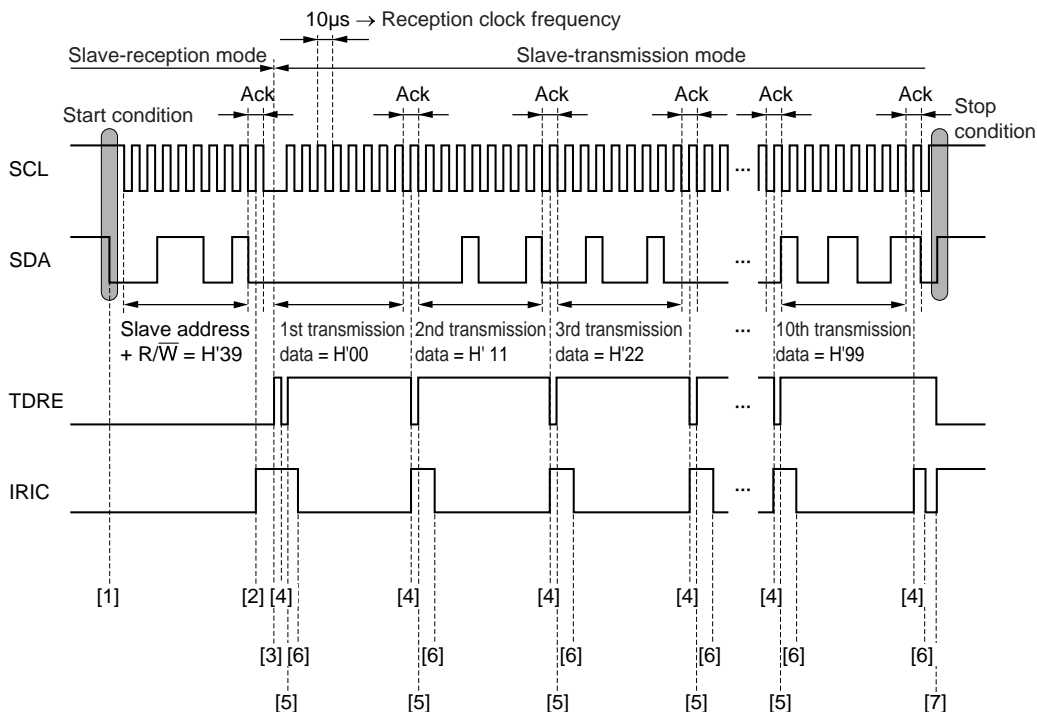 10µs → Reception clock frequency
Slave-reception mode
Slave-transmission mode
Ack Ack Ack Ack Ack Ack
Start condition
Stop
condition
SCL
...
SDA
...
Slave address
+ R/W̅ = H'39
1st transmission
data = H'00
2nd transmission
data = H' 11
3rd transmission
data = H'22
...
10th transmission
data = H'99
TDRE
...
IRIC
...
[1] [2] [4] [4] [4] [4] [4] [4]
[3] [6] [6] [6] [6] [6] [6]
[5] [5] [5] [5] [5] [7]